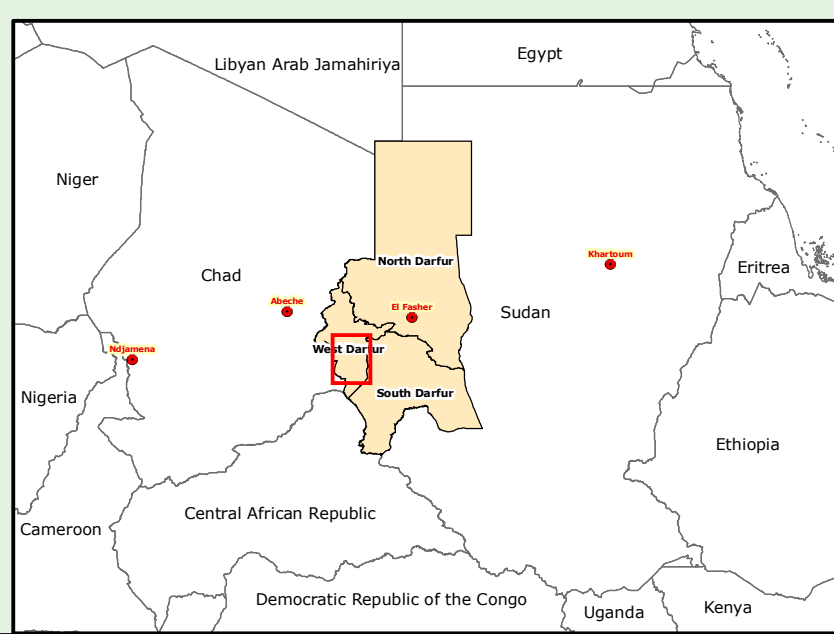 Egypt
Libyan Arab Jamahiriya
Niger
Khartoum
North Darfur
Eritrea
Chad
Abeche
El Fasher
Sudan
Ndjamena
West Darfur
South Darfur
Nigeria
Ethiopia
Central African Republic
Cameroon
Democratic Republic of the Congo
Uganda
Kenya